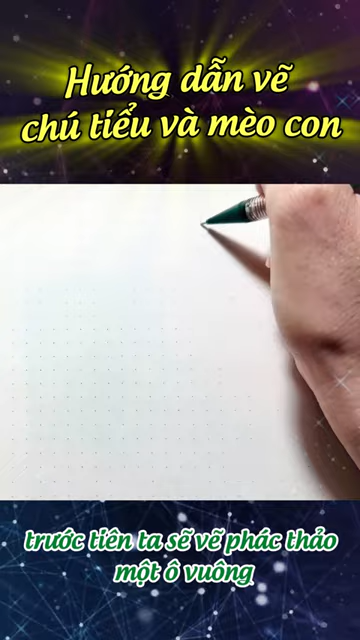 Hướng dẫn vẽ
chú tiểu và mèo con
trước tiên ta sẽ vẽ phác thảo
một ô vuông